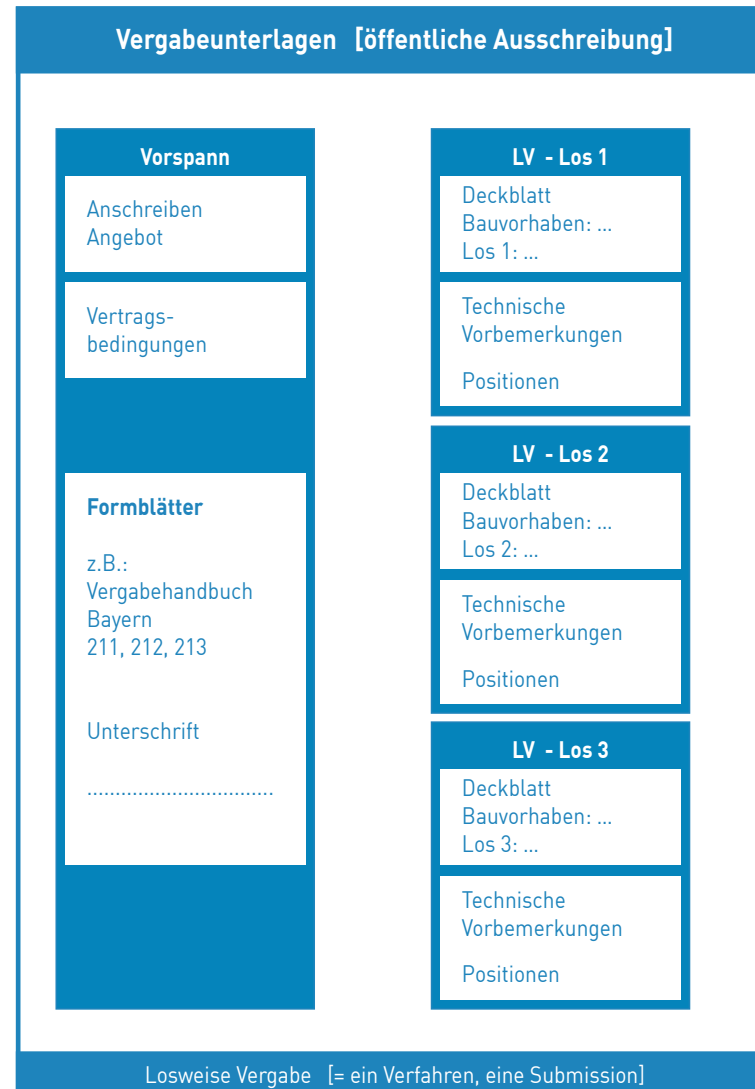 Vergabeunterlagen [öffentliche Ausschreibung]
Vorspann
Anschreiben
Angebot
Vertrags-
bedingungen
Formblätter
z.B.:
Vergabehandbuch
Bayern
211, 212, 213
Unterschrift
.................................
LV - Los 1
Deckblatt
Bauvorhaben: ...
Los 1: ...
Technische
Vorbemerkungen
Positionen
LV - Los 2
Deckblatt
Bauvorhaben: ...
Los 2: ...
Technische
Vorbemerkungen
Positionen
LV - Los 3
Deckblatt
Bauvorhaben: ...
Los 3: ...
Technische
Vorbemerkungen
Positionen
Losweise Vergabe [= ein Verfahren, eine Submission]